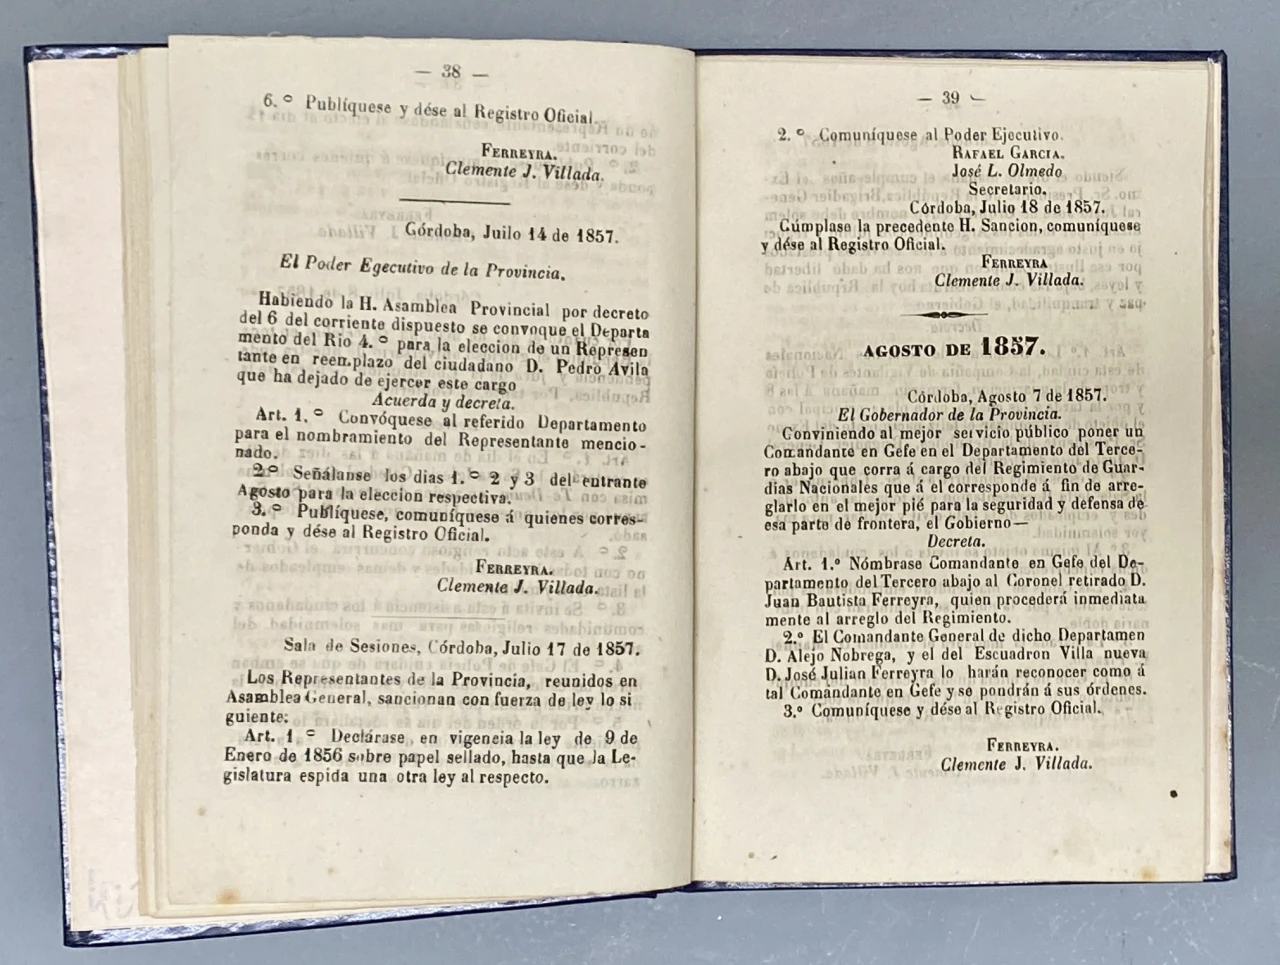 — 38 —
6.º Publíquese y dése al Registro Oficial.
FERREYRA.
Clemente J. Villada.
Górdoba, Juilo 14 de 1857.
El Poder Egecutivo de la Provincia.
Habiendo la H. Asamblea Provincial por decreto
del 6 del corriente dispuesto se convoque el Departa
mento del Rio 4.º para la eleccion de un Represen
tante en reemplazo del ciudadano D. Pedro Avila
que ha dejado de ejercer este cargo
Acuerda y decreta.
Art. 1.º Convóquese al referido Departamento
para el nombramiento del Representante mencio-
nado.
2.º Señálanse los dias 1.º 2 y 3 del entrante
Agosto para la eleccion respectiva.
3.º Publíquese, comuníquese á quienes corres-
ponda y dése al Registro Oficial.
FERREYRA.
Clemente J. Villada.
Sala de Sesiones, Córdoba, Julio 17 de 1857.
Los Representantes de la Provincia, reunidos en
Asamblea General, sancionan con fuerza de ley lo si
guiente:
Art. 1.º Declárase en vigencia la ley de 9 de
Enero de 1856 sobre papel sellado, hasta que la Le-
gislatura espida una otra ley al respecto.
— 39 —
2.º Comuníquese al Poder Ejecutivo.
RAFAEL GARCIA.
José L. Olmedo
Secretario.
Córdoba, Julio 18 de 1857.
Cúmplase la precedente H. Sancion, comuníquese
y dése al Registro Oficial.
FERREYRA
Clemente J. Villada.
AGOSTO DE 1857.
Córdoba, Agosto 7 de 1857.
El Gobernador de la Provincia.
Conviniendo al mejor servicio público poner un
Comandante en Gefe en el Departamento del Terce-
ro abajo que corra á cargo del Regimiento de Guar-
dias Nacionales que á el corresponde á fin de arre-
glarlo en el mejor pié para la seguridad y defensa de
esa parte de frontera, el Gobierno—
Decreta.
Art. 1.º Nómbrase Comandante en Gefe del De-
partamento del Tercero abajo al Coronel retirado D.
Juan Bautista Ferreyra, quien procederá inmediata
mente al arreglo del Regimiento.
2.º El Comandante General de dicho Departamen
D. Alejo Nobrega, y el del Escuadron Villa nueva
D. José Julian Ferreyra lo harán reconocer como á
tal Comandante en Gefe y se pondrán á sus órdenes.
3.º Comuníquese y dése al Registro Oficial.
FERREYRA.
Clemente J. Villada.